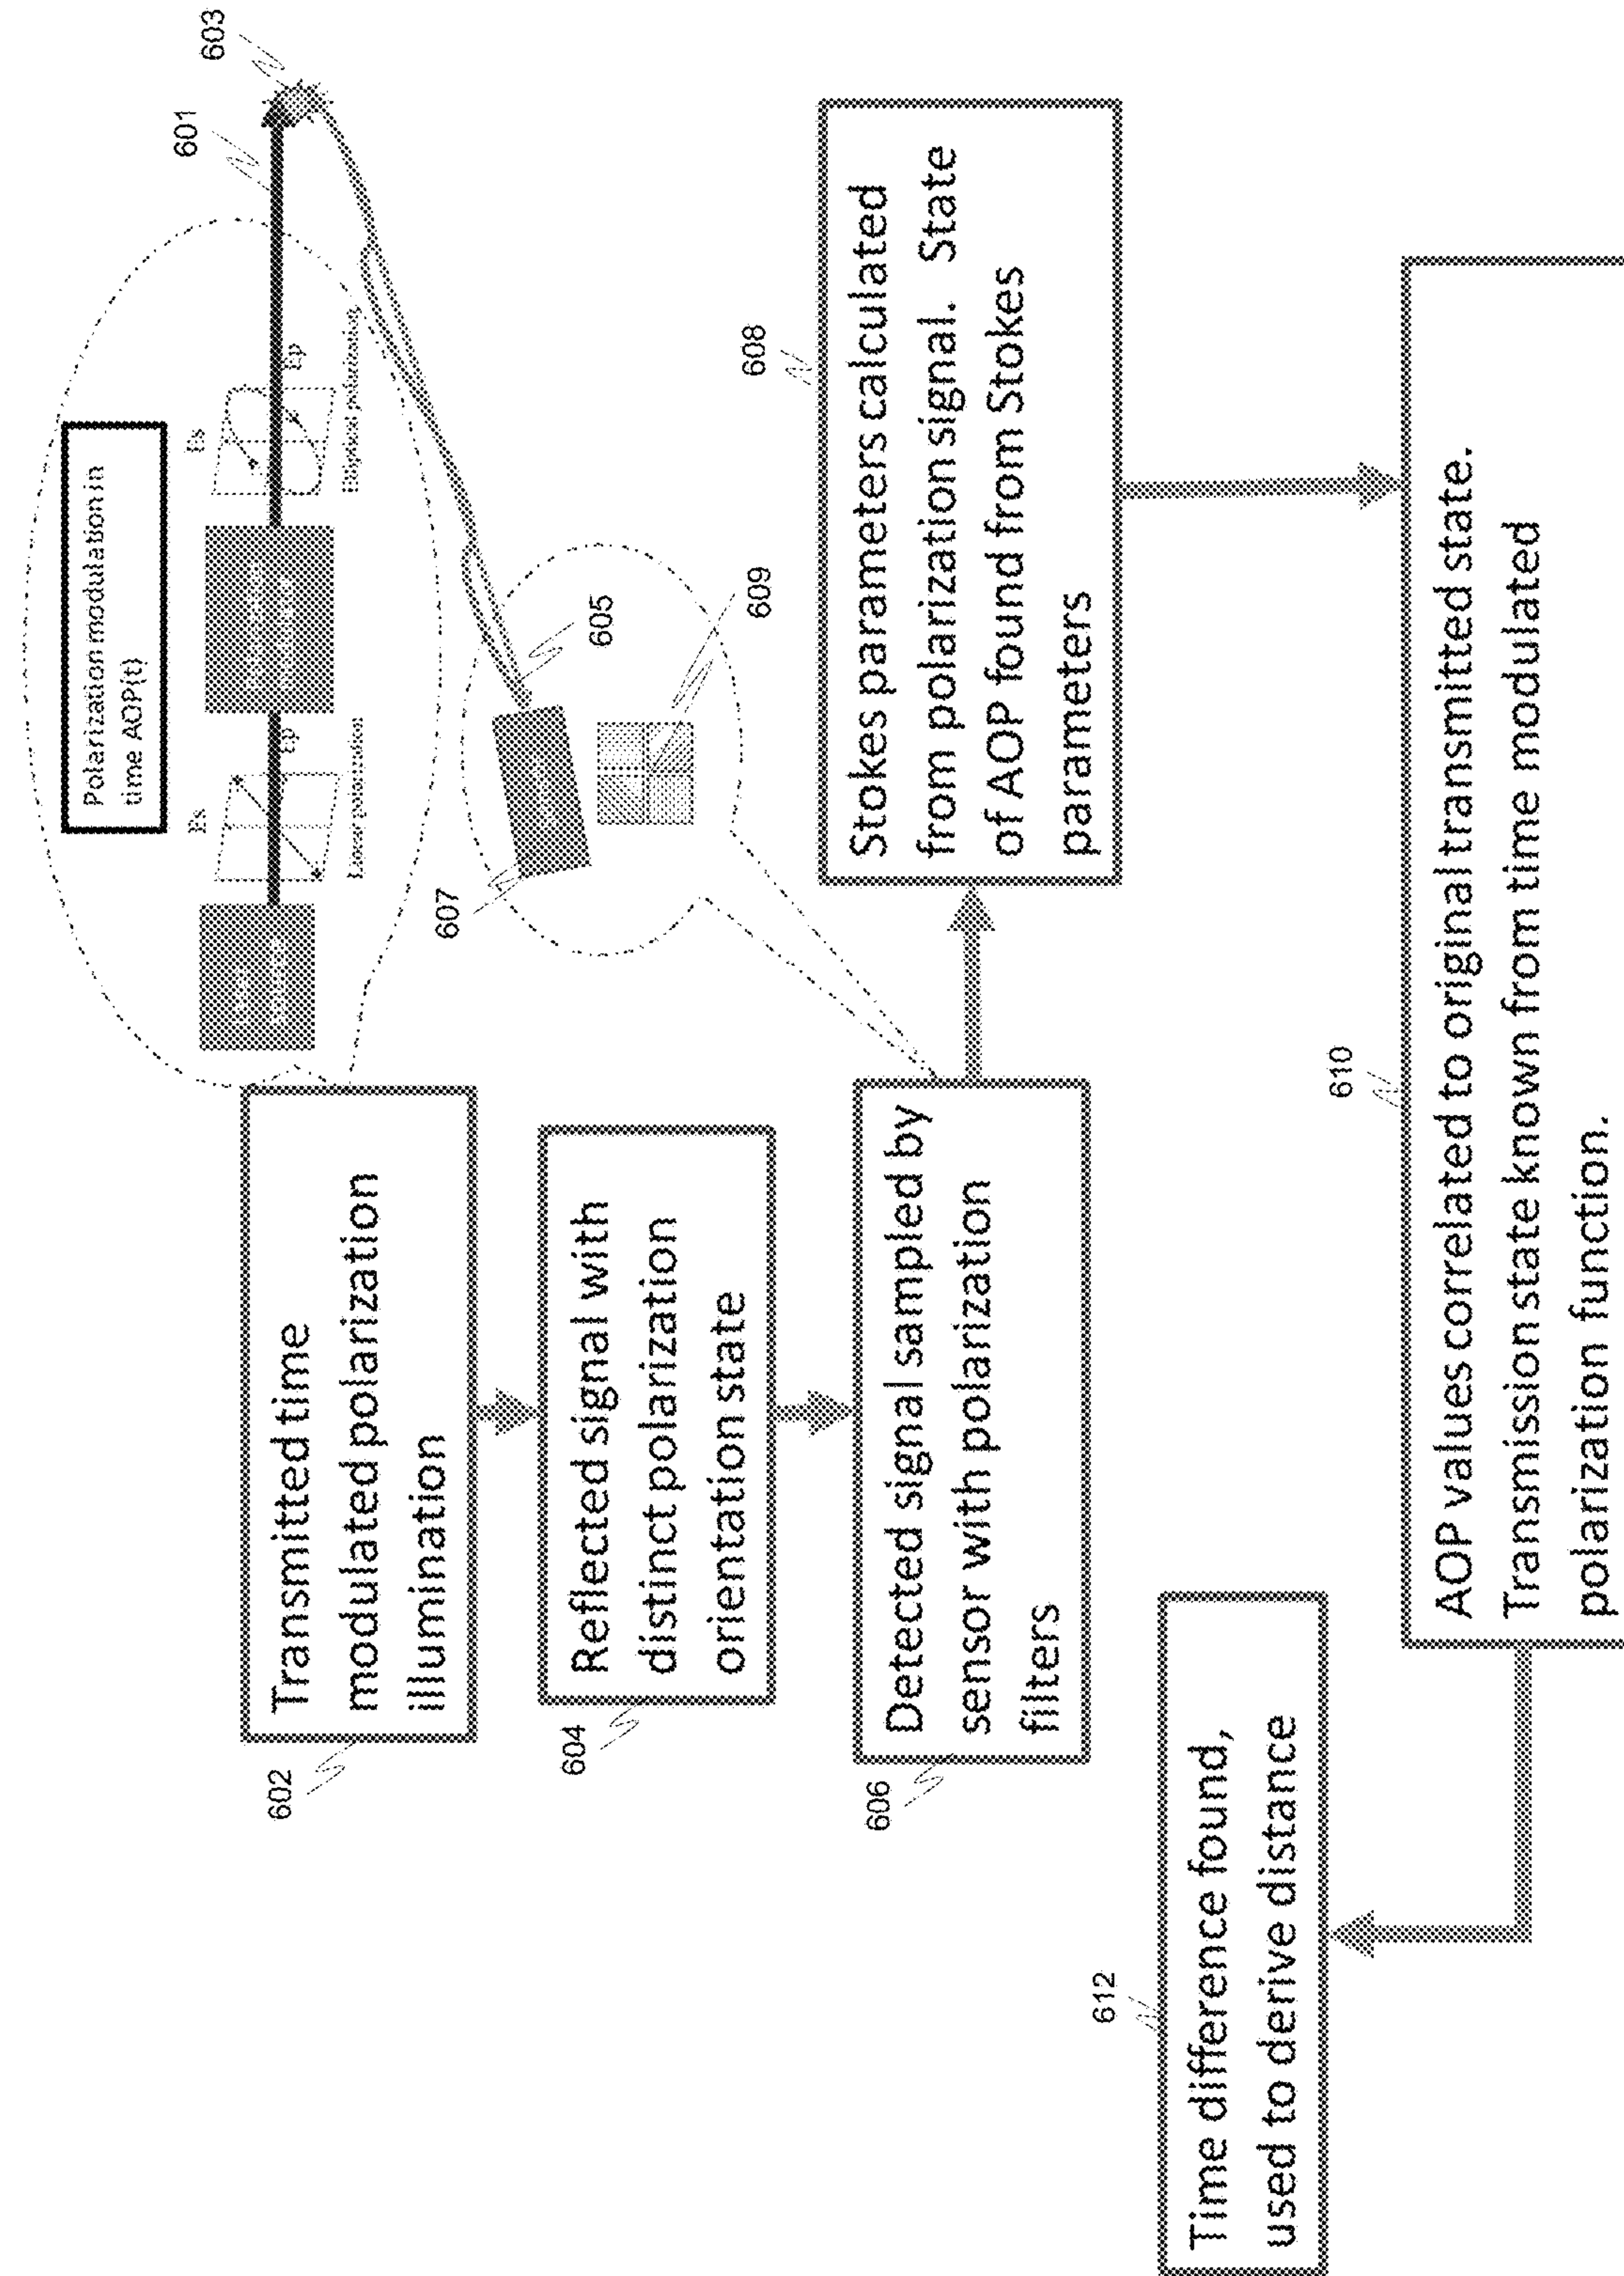 Polarization modulation in
time AOP(t)
603
601
Es
Ep
Linear polarization
Es
Ep
Elliptical polarization
607
605
609
602
Transmitted time
modulated polarization
illumination
604
Reflected signal with
distinct polarization
orientation state
606
Detected signal sampled by
sensor with polarization
filters
608
Stokes parameters calculated
from polarization signal. State
of AOP found from Stokes
parameters
610
AOP values correlated to original transmitted state.
Transmission state known from time modulated
polarization function.
612
Time difference found,
used to derive distance